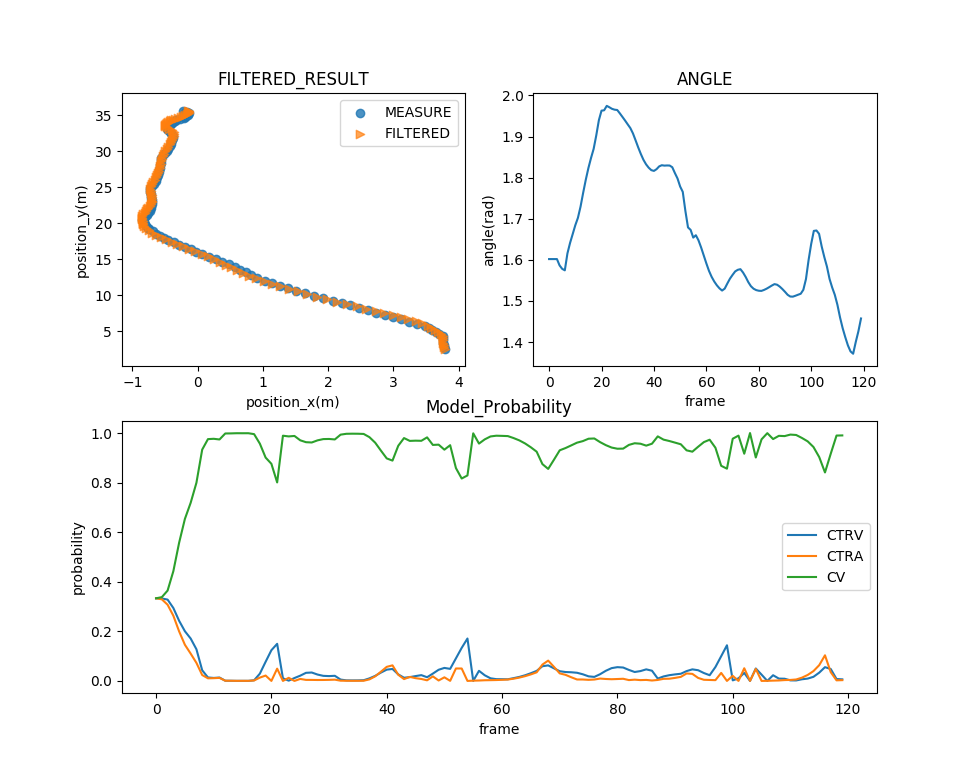 FILTERED_RESULT
position_y(m)
35
30
25
20
15
10
5
MEASURE
FILTERED
−1
0
1
2
3
4
position_x(m)
ANGLE
angle(rad)
2.0
1.9
1.8
1.7
1.6
1.5
1.4
0
20
40
60
80
100
120
frame
Model_Probability
probability
1.0
0.8
0.6
0.4
0.2
0.0
CTRV
CTRA
CV
0
20
40
60
80
100
120
frame